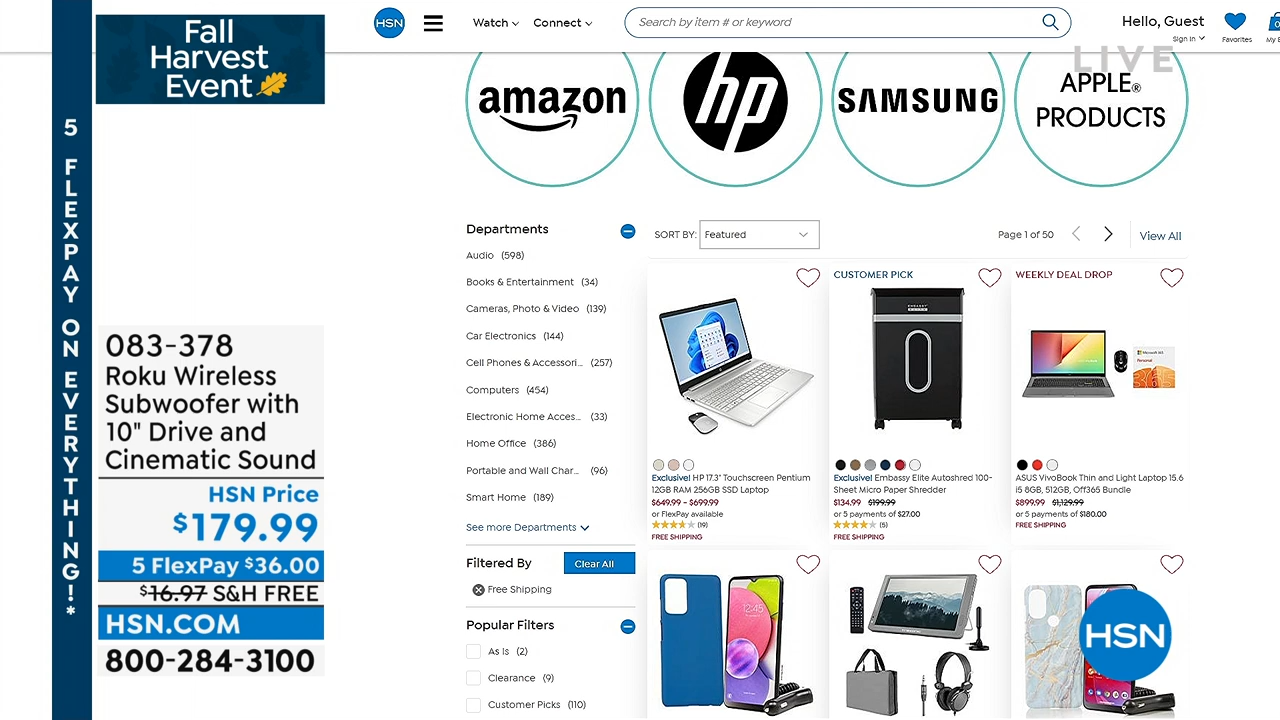 Fall
Harvest
Event
5 FLEXPAY ON EVERYTHING!*
083-378
Roku Wireless
Subwoofer with
10" Drive and
Cinematic Sound
HSN Price
$179.99
5 FlexPay $36.00
$16.97 S&H FREE
HSN.COM
800-284-3100
HSN
Watch
Connect
Search by item # or keyword
Hello, Guest
Sign In
Favorites
LIVE
amazon
hp
SAMSUNG
APPLE®
PRODUCTS
Departments
Audio (598)
Books & Entertainment (34)
Cameras, Photo & Video (139)
Car Electronics (144)
Cell Phones & Accessori... (257)
Computers (454)
Electronic Home Acces... (33)
Home Office (386)
Portable and Wall Char... (96)
Smart Home (189)
See more Departments
Filtered By
Clear All
Free Shipping
Popular Filters
As Is (2)
Clearance (9)
Customer Picks (110)
SORT BY: Featured
Page 1 of 50
View All
Exclusive! HP 17.3" Touchscreen Pentium
12GB RAM 256GB SSD Laptop
$649.99 - $699.99
or FlexPay available
(19)
FREE SHIPPING
CUSTOMER PICK
Exclusive! Embassy Elite Autoshred 100-
Sheet Micro Paper Shredder
$134.99 $199.99
or 5 payments of $27.00
(5)
FREE SHIPPING
WEEKLY DEAL DROP
Microsoft 365
Personal
ASUS VivoBook Thin and Light Laptop 15.6
i5 8GB, 512GB, Off365 Bundle
$899.99 $1,129.99
or 5 payments of $180.00
FREE SHIPPING
12:45
HSN